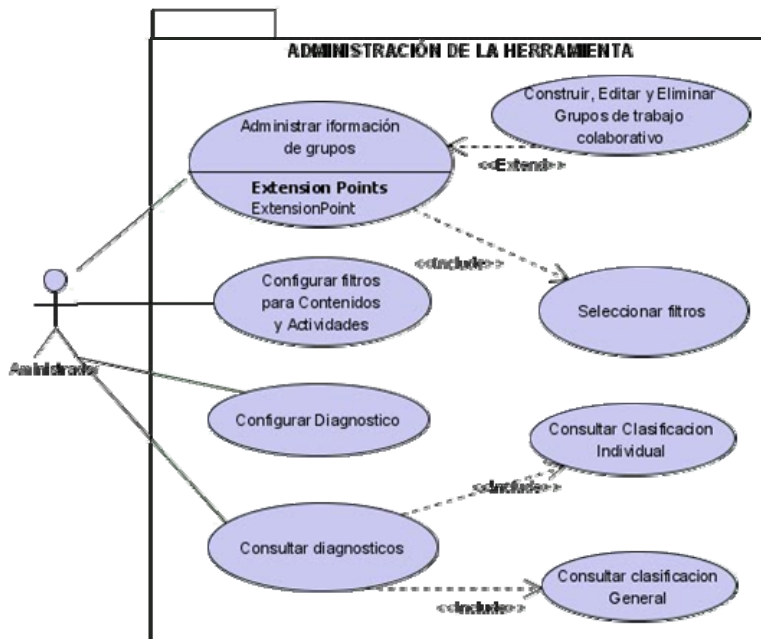 ADMINISTRACIÓN DE LA HERRAMIENTA
Construir, Editar y Eliminar
Grupos de trabajo
colaborativo
Administrar iformación
de grupos
<<Extend>>
Extension Points
ExtensionPoint
<<Include>>
Configurar filtros
para Contenidos
y Actividades
Seleccionar filtros
Aministrador
Configurar Diagnostico
Consultar Clasificacion
Individual
<<Include>>
Consultar diagnosticos
Consultar clasificacion
General
<<Include>>